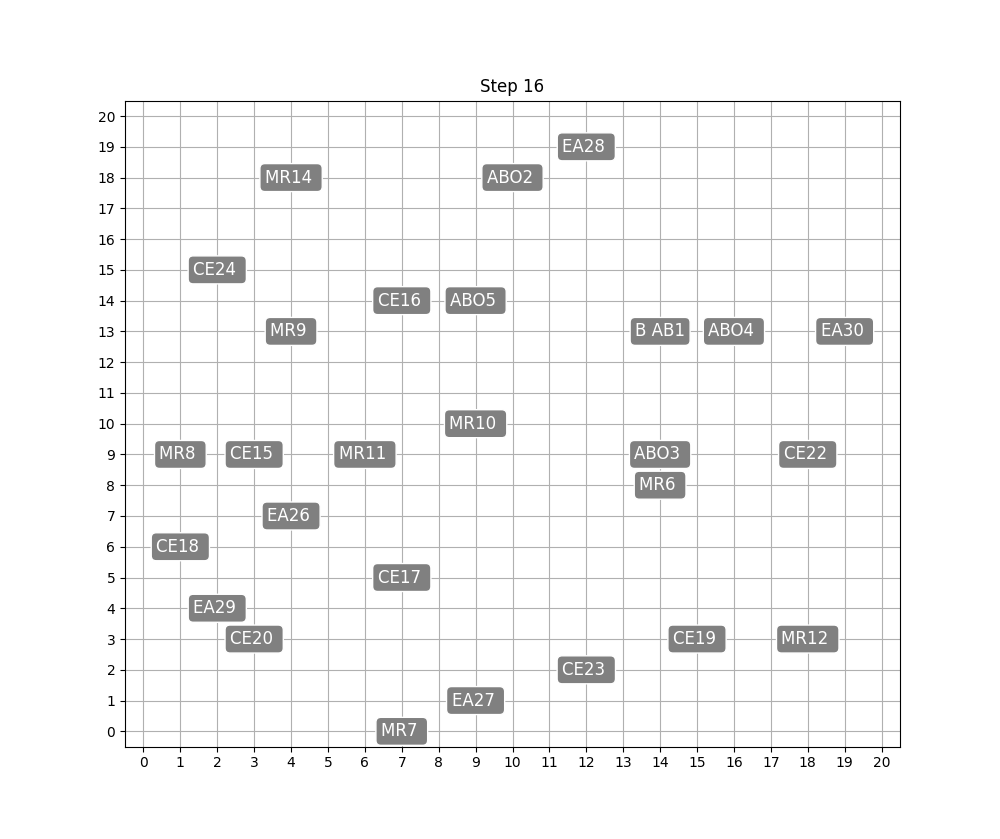 Step 16
20
19
18
17
16
15
14
13
12
11
10
9
8
7
6
5
4
3
2
1
0
EA28
MR14 ABO2
CE24
CE16 ABO5
MR9 B AB1 ABO4 EA30
MR10
MR8 CE15 MR11 ABO3 CE22
MR6
EA26
CE18
CE17
EA29
CE20 CE19 MR12
CE23
EA27
MR7
0 1 2 3 4 5 6 7 8 9 10 11 12 13 14 15 16 17 18 19 20